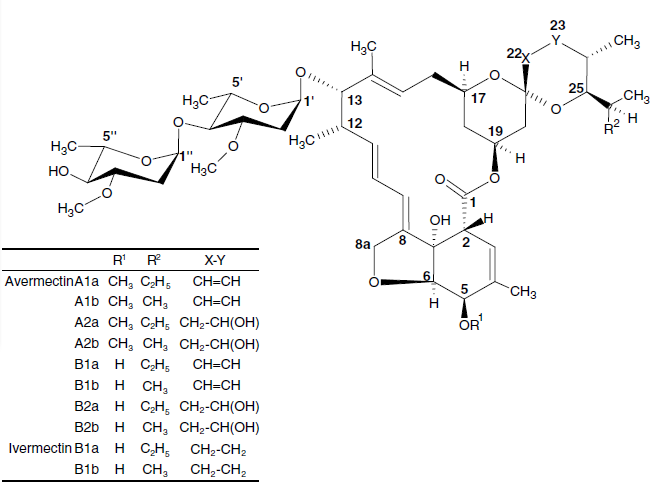 23
22 X Y CH₃
H₃C
H O 25 CH₃
O 5' 13 17 O R² H
H₃C O 1'
12 19
O H₃C H
H₃C 5'' O O
O 1'' H₃C O
HO O 1
H₃C O OH H
8a 8 2
O 6 5 CH₃
H OR¹
R¹ R² X-Y
Avermectin A1a CH₃ C₂H₅ CH=CH
A1b CH₃ CH₃ CH=CH
A2a CH₃ C₂H₅ CH₂-CH(OH)
A2b CH₃ CH₃ CH₂-CH(OH)
B1a H C₂H₅ CH=CH
B1b H CH₃ CH=CH
B2a H C₂H₅ CH₂-CH(OH)
B2b H CH₃ CH₂-CH(OH)
Ivermectin B1a H C₂H₅ CH₂-CH₂
B1b H CH₃ CH₂-CH₂